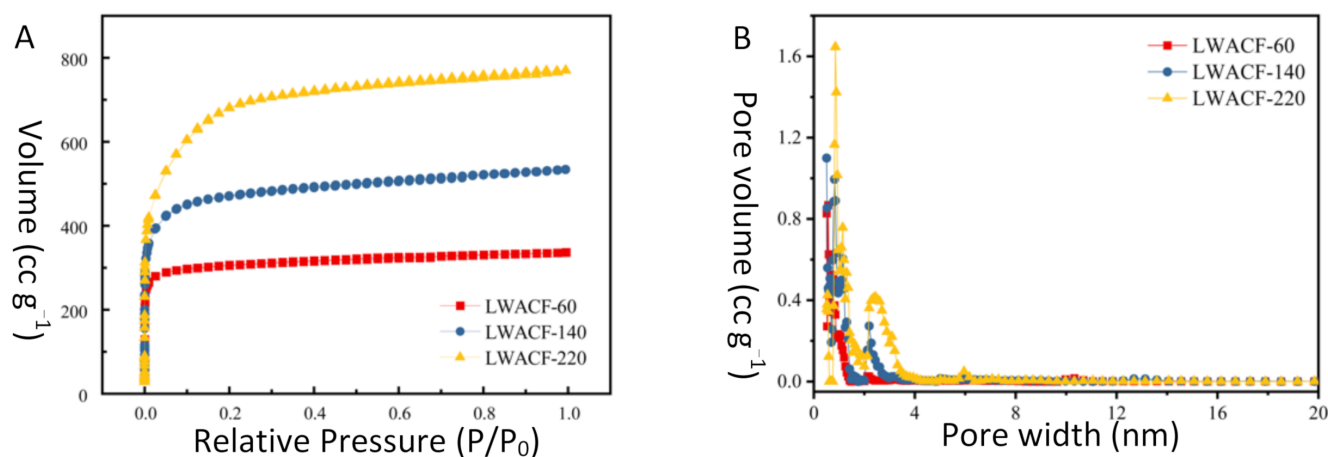 A
Volume (cc g⁻¹)
800
600
400
200
0
0.0 0.2 0.4 0.6 0.8 1.0
Relative Pressure (P/P₀)
LWACF-60
LWACF-140
LWACF-220
B
Pore volume (cc g⁻¹)
1.6
1.2
0.8
0.4
0.0
0 4 8 12 16 20
Pore width (nm)
LWACF-60
LWACF-140
LWACF-220